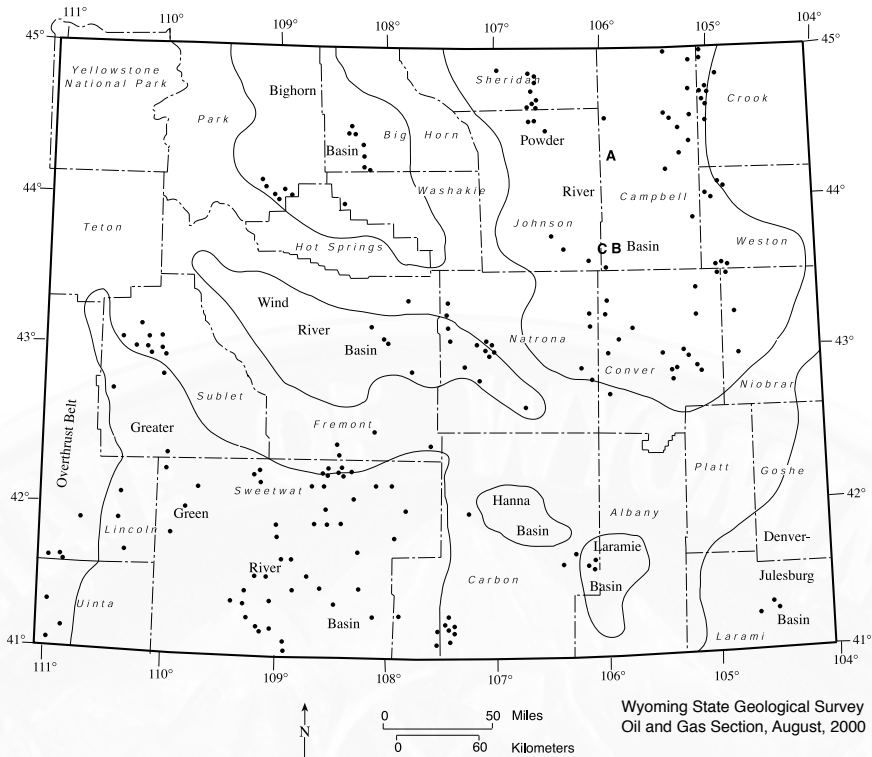 111° 110° 109° 108° 107° 106° 105° 104°
45° 45°
Yellowstone
National Park
Bighorn
Sheridan
Crook
Park
Big Horn
Basin
Powder
A
44° 44°
Washakie
River
Campbell
Teton
Johnson
Hot Springs
C B Basin
Weston
Wind
River
43° 43°
Basin
Natrona
Conver
Niobrar
Sublet
Overthrust Belt
Greater
Fremont
Platt
Goshe
42° 42°
Sweetwat
Hanna
Green
Basin
Albany
Lincoln
Laramie
Denver-
River
Carbon
Basin
Julesburg
Uinta
Basin
Basin
Larami
41° 41°
111° 110° 109° 108° 107° 106° 105° 104°
N
0 50 Miles
0 60 Kilometers
Wyoming State Geological Survey
Oil and Gas Section, August, 2000